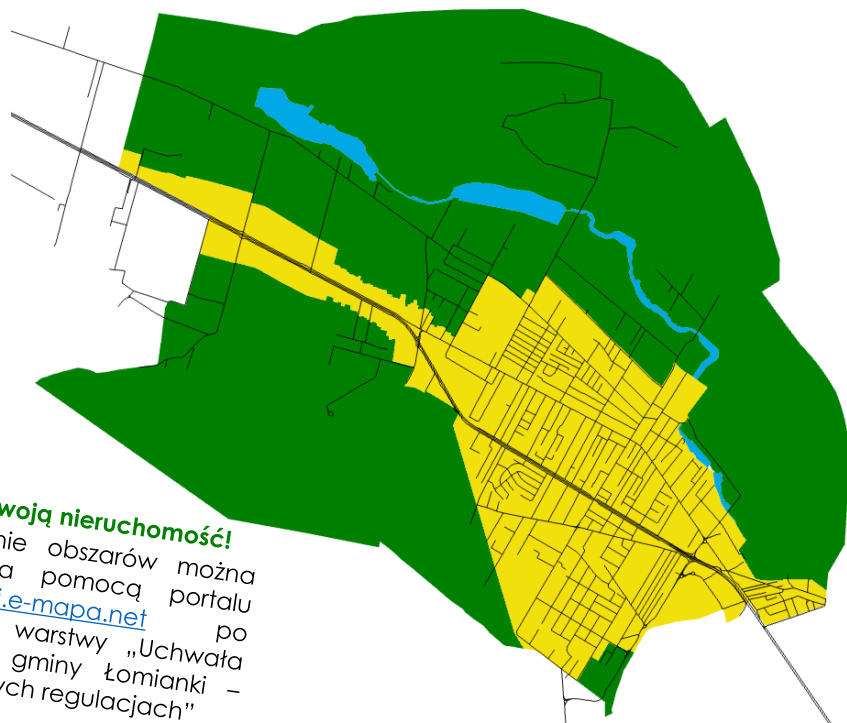 woją nieruchomość!
nie obszarów można
a pomocą portalu
.e-mapa.net po
warstwy „Uchwała
gminy Łomianki –
ych regulacjach”